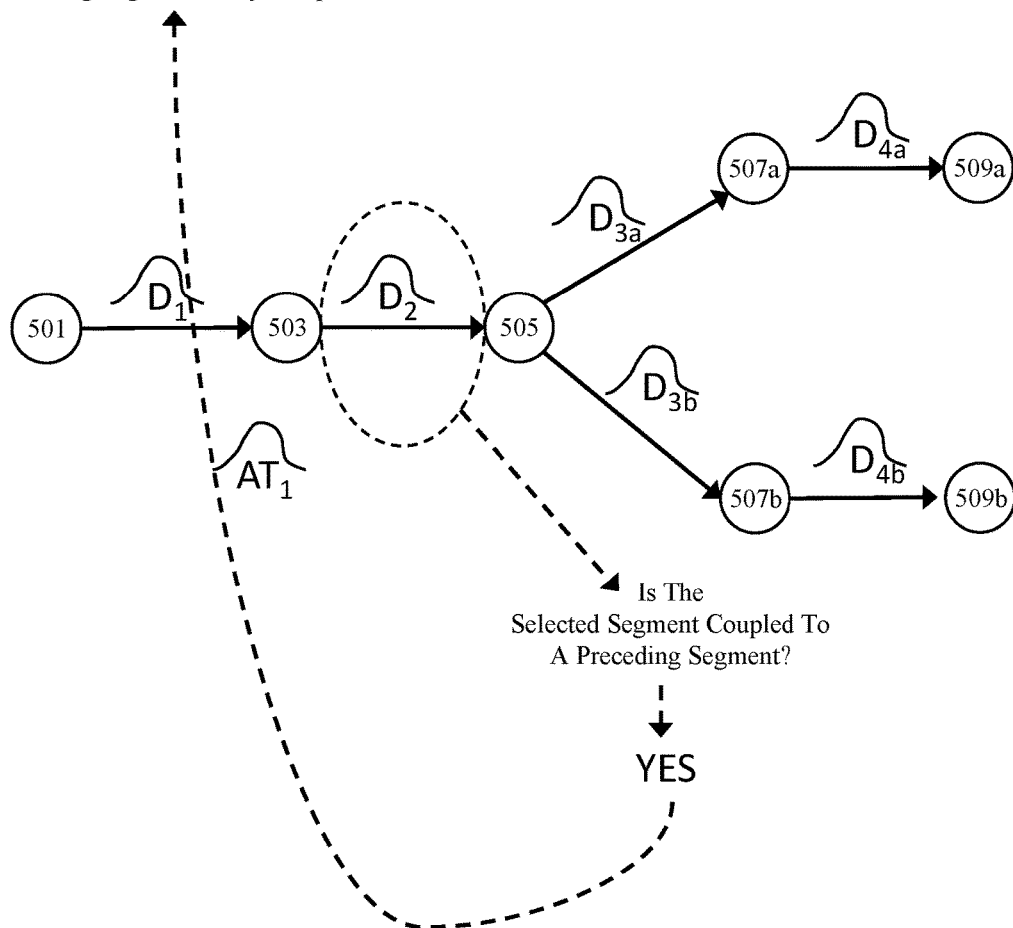 D4a
507a
509a
D3a
D1
D2
501
503
505
D3b
AT1
D4b
507b
509b
Is The
Selected Segment Coupled To
A Preceding Segment?
YES